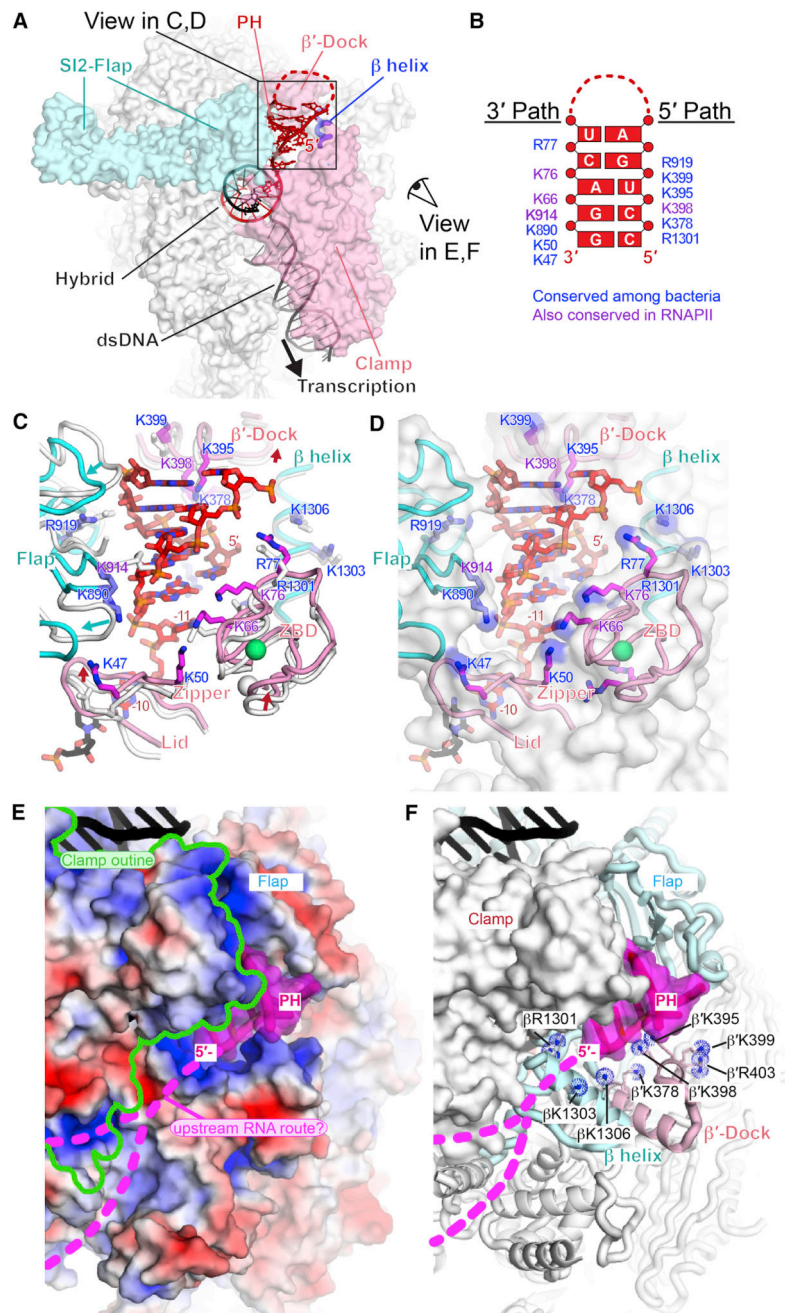 A
View in C,D
PH
β′-Dock
SI2-Flap
β helix
5′
View
in E,F
Hybrid
dsDNA
Clamp
Transcription
B
3′ Path
5′ Path
U A
R77
C G
R919
K399
K76
A U
K395
K66
K398
K914
G C
K378
K890
R1301
K50
G C
K47
3′
5′
Conserved among bacteria
Also conserved in RNAPII
C
K399
K395
β′-Dock
K398
β helix
K378
K1306
R919
5′
Flap
R77
K1303
K914
R1301
K890
K76
-11
K66
ZBD
K47
K50
Zipper
-10
Lid
D
K399
K395
β′-Dock
K398
β helix
K378
K1306
R919
5′
Flap
R77
K1303
K914
R1301
K890
K76
-11
K66
ZBD
K47
K50
Zipper
-10
Lid
E
Clamp outine
Flap
PH
5′-
upstream RNA route?
F
Flap
Clamp
PH
βR1301
β′K395
5′-
β′K399
β′R403
β′K378
β′K398
βK1303
βK1306
β′-Dock
β helix